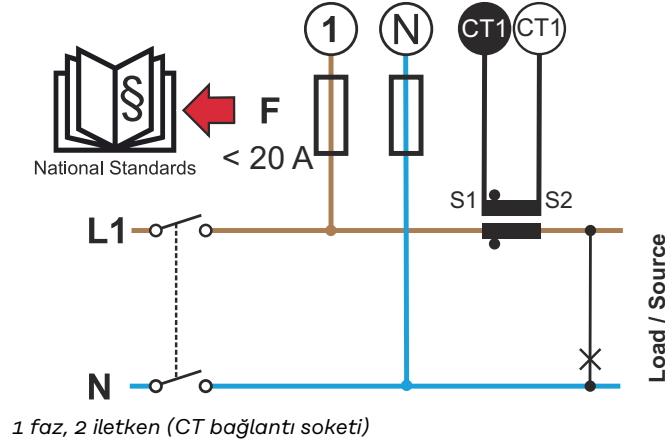 1 N CT1 CT1
§
F
National Standards
< 20 A
S1 S2
L1
Load / Source
N
1 faz, 2 iletken (CT bağlantı soketi)